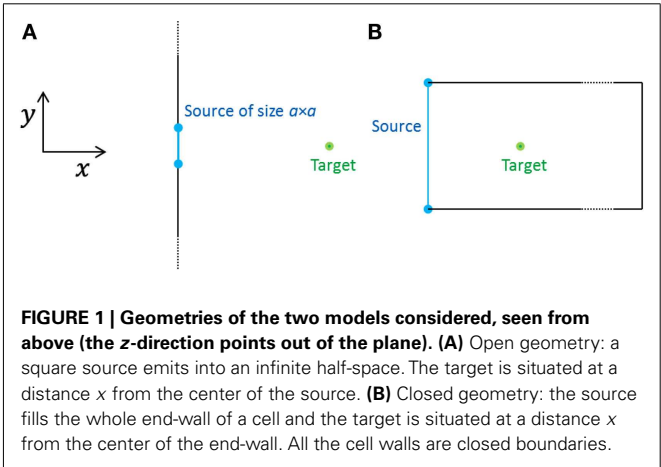 A
B
y
x
Source of size a×a
Target
Source
Target
FIGURE 1 | Geometries of the two models considered, seen from
above (the z-direction points out of the plane). (A) Open geometry: a
square source emits into an infinite half-space. The target is situated at a
distance x from the center of the source. (B) Closed geometry: the source
fills the whole end-wall of a cell and the target is situated at a distance x
from the center of the end-wall. All the cell walls are closed boundaries.